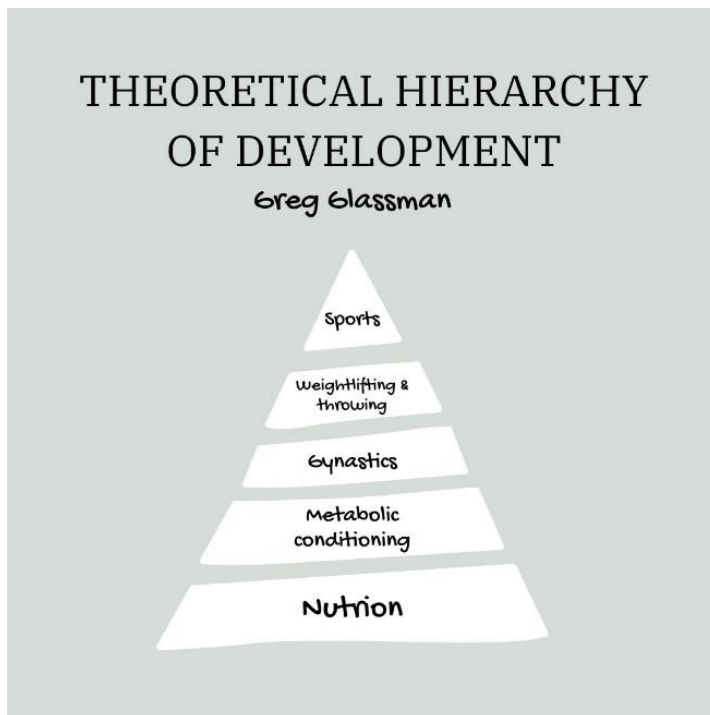 THEORETICAL HIERARCHY
OF DEVELOPMENT
Greg Glassman
Sports
Weightlifting &
throwing
Gynastics
Metabolic
conditioning
Nutrion